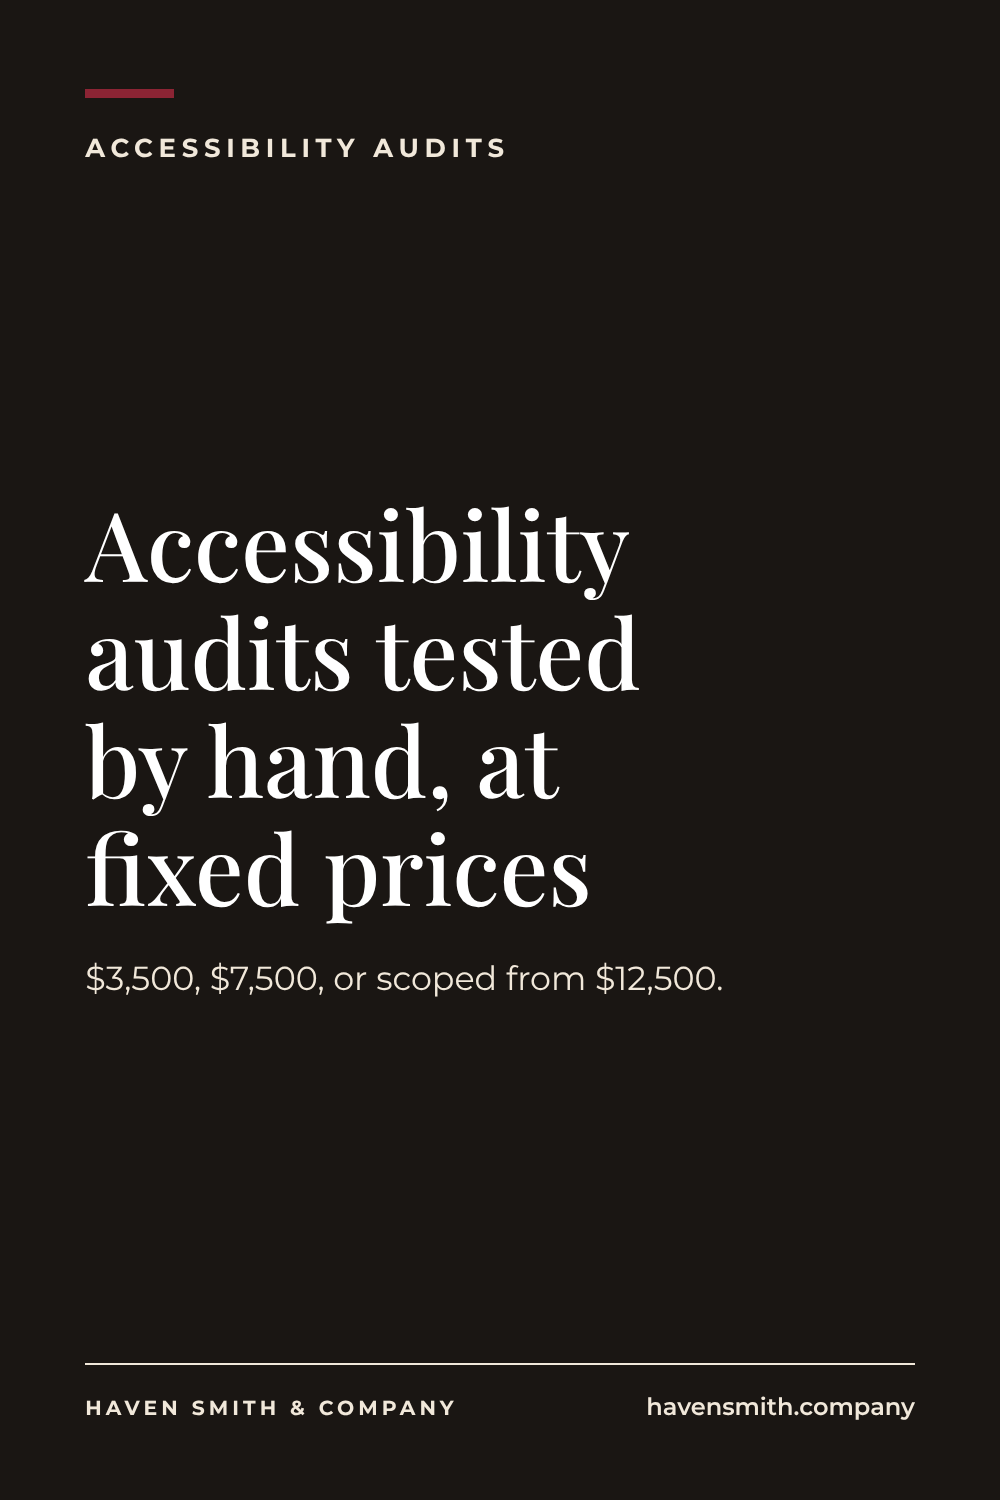 ACCESSIBILITY AUDITS
Accessibility
audits tested
by hand, at
fixed prices
$3,500, $7,500, or scoped from $12,500.
HAVEN SMITH & COMPANY
havensmith.company